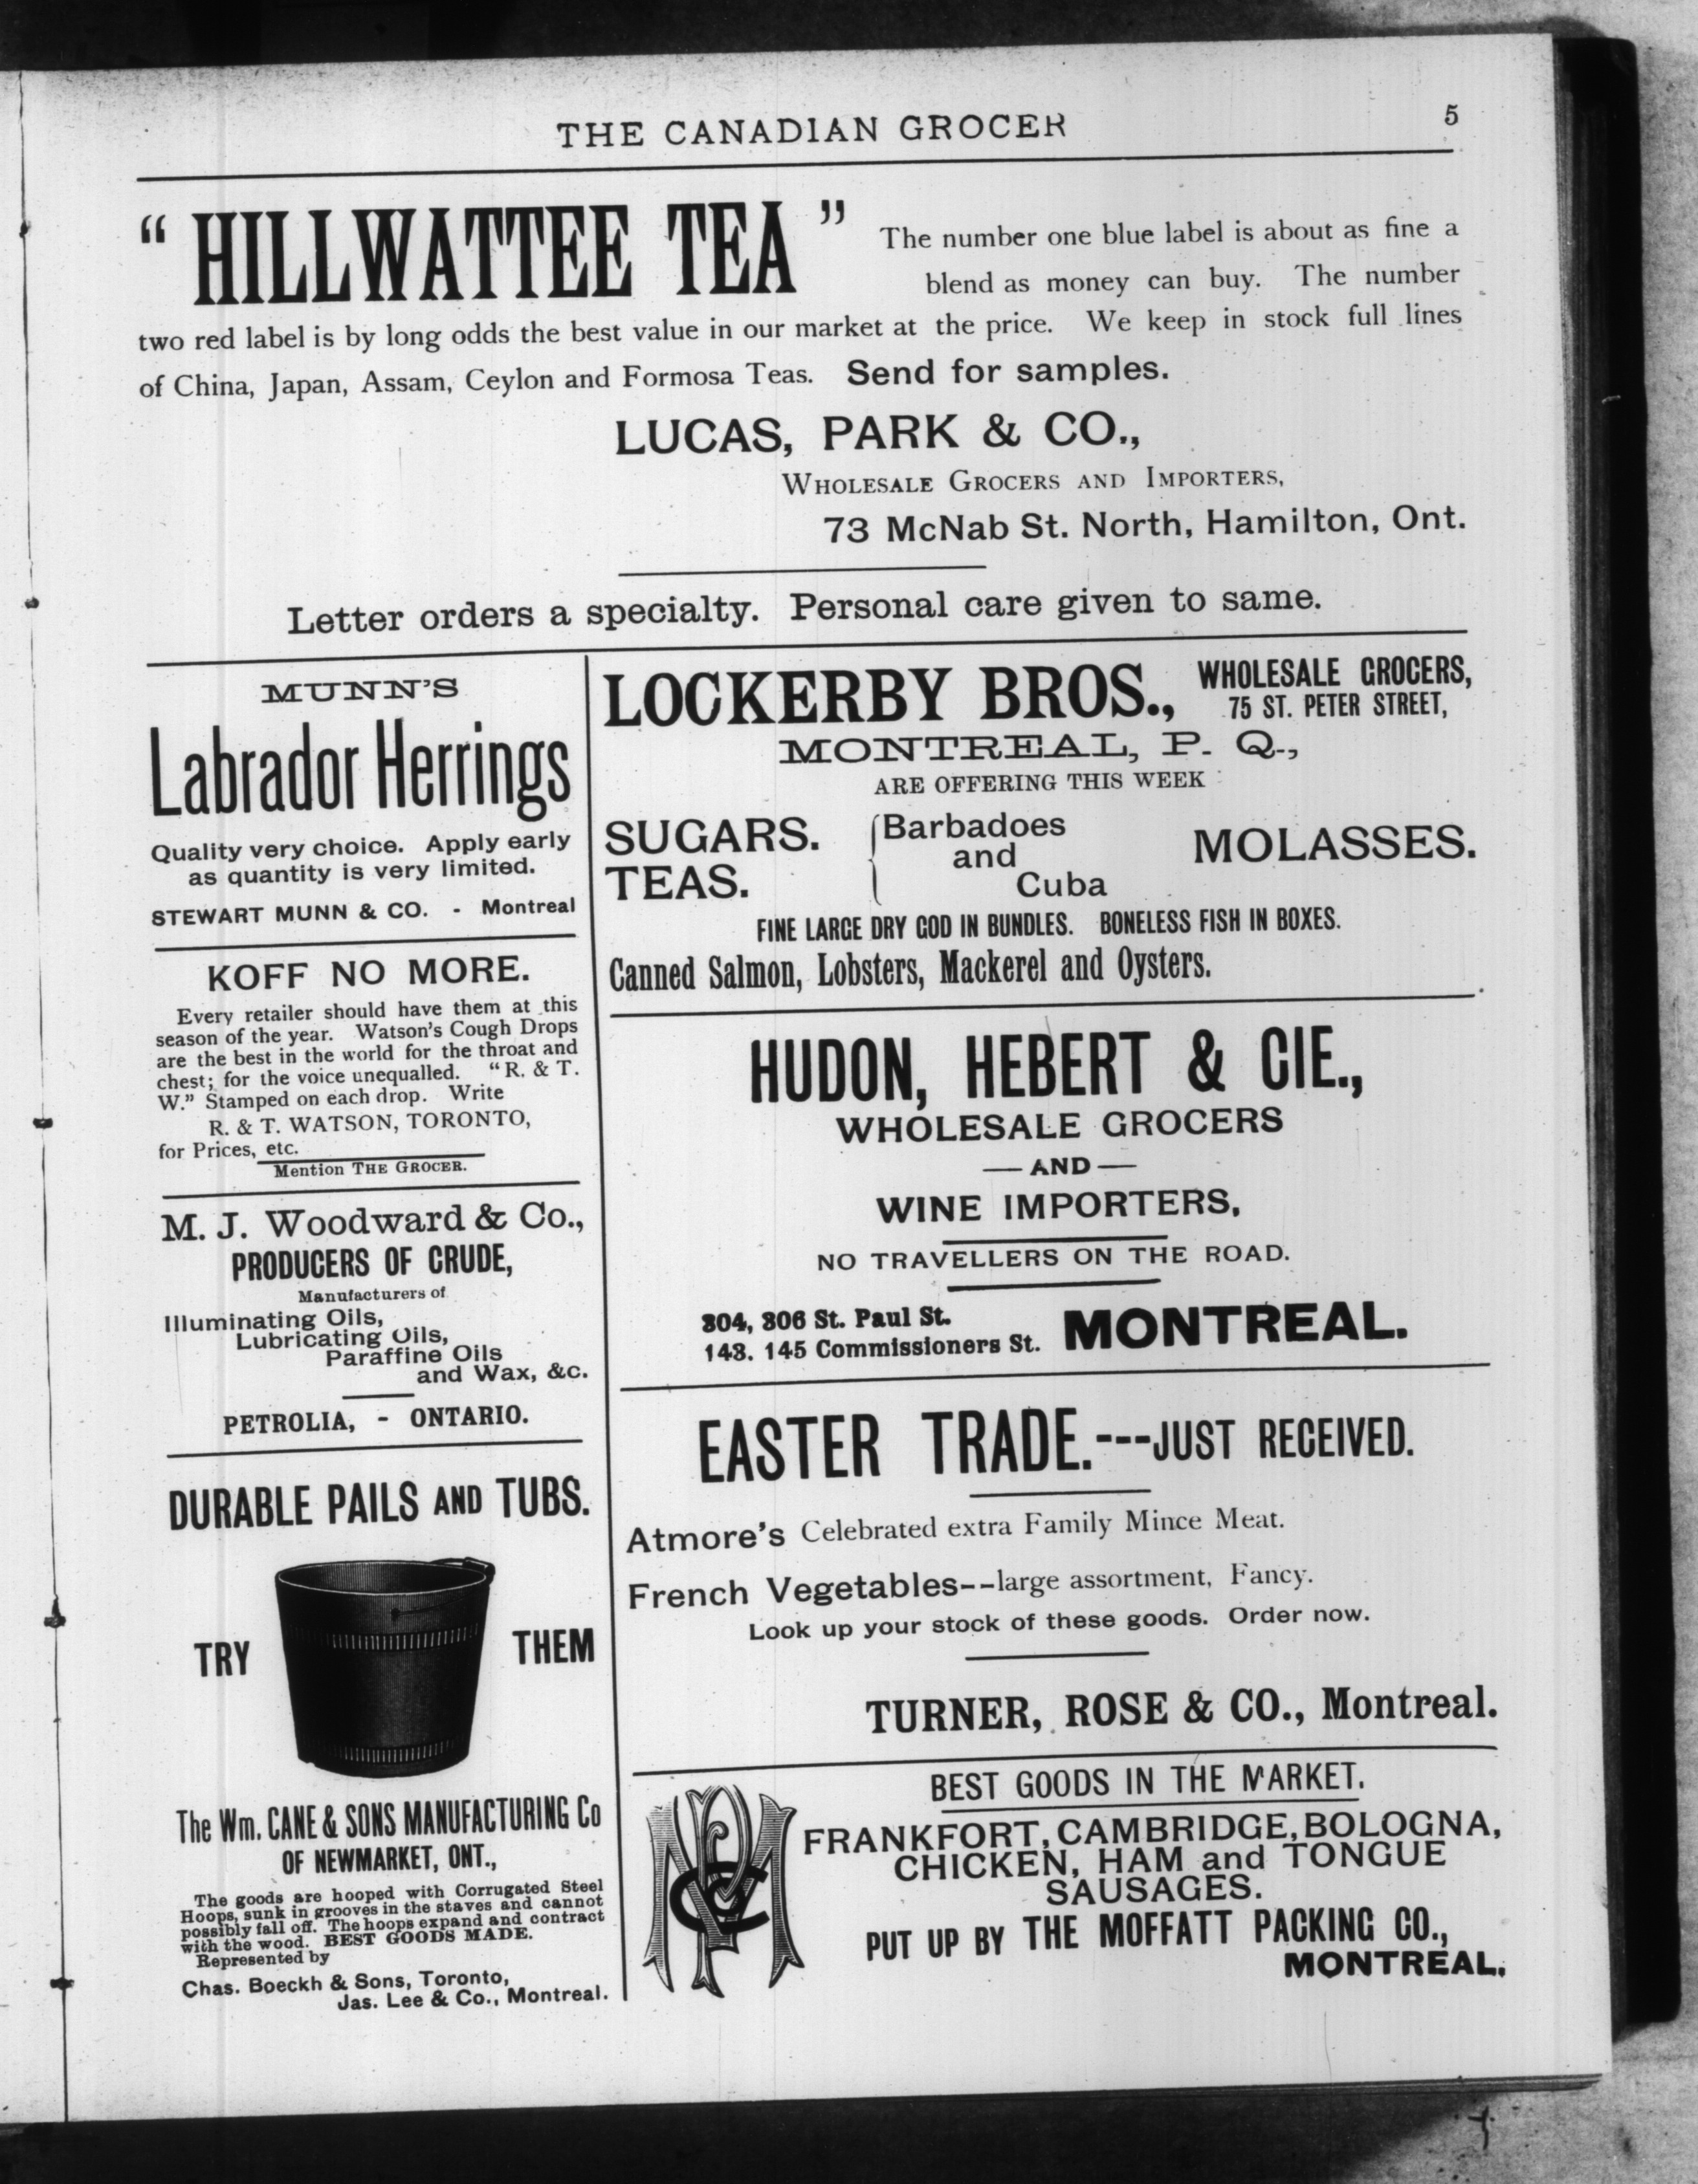 THE CANADIAN GROCER
5
" HILLWATTEE TEA " The number one blue label is about as fine a
blend as money can buy. The number
two red label is by long odds the best value in our market at the price. We keep in stock full lines
of China, Japan, Assam, Ceylon and Formosa Teas. Send for samples.
LUCAS, PARK & CO.,
WHOLESALE GROCERS AND IMPORTERS,
73 McNab St. North, Hamilton, Ont.
Letter orders a specialty. Personal care given to same.
MUNN'S
Labrador Herrings
Quality very choice. Apply early
as quantity is very limited.
STEWART MUNN & CO. - Montreal
KOFF NO MORE.
Every retailer should have them at this
season of the year. Watson's Cough Drops
are the best in the world for the throat and
chest; for the voice unequalled. "R. & T.
W." Stamped on each drop. Write
R. & T. WATSON, TORONTO,
for Prices, etc.
Mention THE GROCER.
M. J. Woodward & Co.,
PRODUCERS OF CRUDE,
Manufacturers of
Illuminating Oils,
Lubricating Oils,
Paraffine Oils
and Wax, &c.
PETROLIA, - ONTARIO.
DURABLE PAILS AND TUBS.
TRY THEM
The Wm. CANE & SONS MANUFACTURING Co
OF NEWMARKET, ONT.,
The goods are hooped with Corrugated Steel
Hoops, sunk in grooves in the staves and cannot
possibly fall off. The hoops expand and contract
with the wood. BEST GOODS MADE.
Represented by
Chas. Boeckh & Sons, Toronto,
Jas. Lee & Co., Montreal.
LOCKERBY BROS., WHOLESALE GROCERS,
75 ST. PETER STREET,
MONTREAL, P. Q.,
ARE OFFERING THIS WEEK
SUGARS. Barbadoes
and MOLASSES.
TEAS. Cuba
FINE LARGE DRY COD IN BUNDLES. BONELESS FISH IN BOXES.
Canned Salmon, Lobsters, Mackerel and Oysters.
HUDON, HEBERT & CIE.,
WHOLESALE GROCERS
— AND —
WINE IMPORTERS,
NO TRAVELLERS ON THE ROAD.
304, 306 St. Paul St.
143. 145 Commissioners St. MONTREAL.
EASTER TRADE.---JUST RECEIVED.
Atmore's Celebrated extra Family Mince Meat.
French Vegetables--large assortment, Fancy.
Look up your stock of these goods. Order now.
TURNER, ROSE & CO., Montreal.
BEST GOODS IN THE MARKET.
FRANKFORT, CAMBRIDGE, BOLOGNA,
CHICKEN, HAM and TONGUE
SAUSAGES.
PUT UP BY THE MOFFATT PACKING CO.,
MONTREAL.